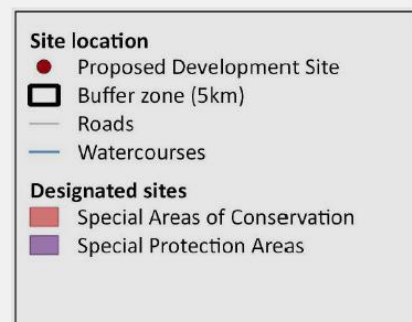 Site location
Proposed Development Site
Buffer zone (5km)
Roads
Watercourses
Designated sites
Special Areas of Conservation
Special Protection Areas